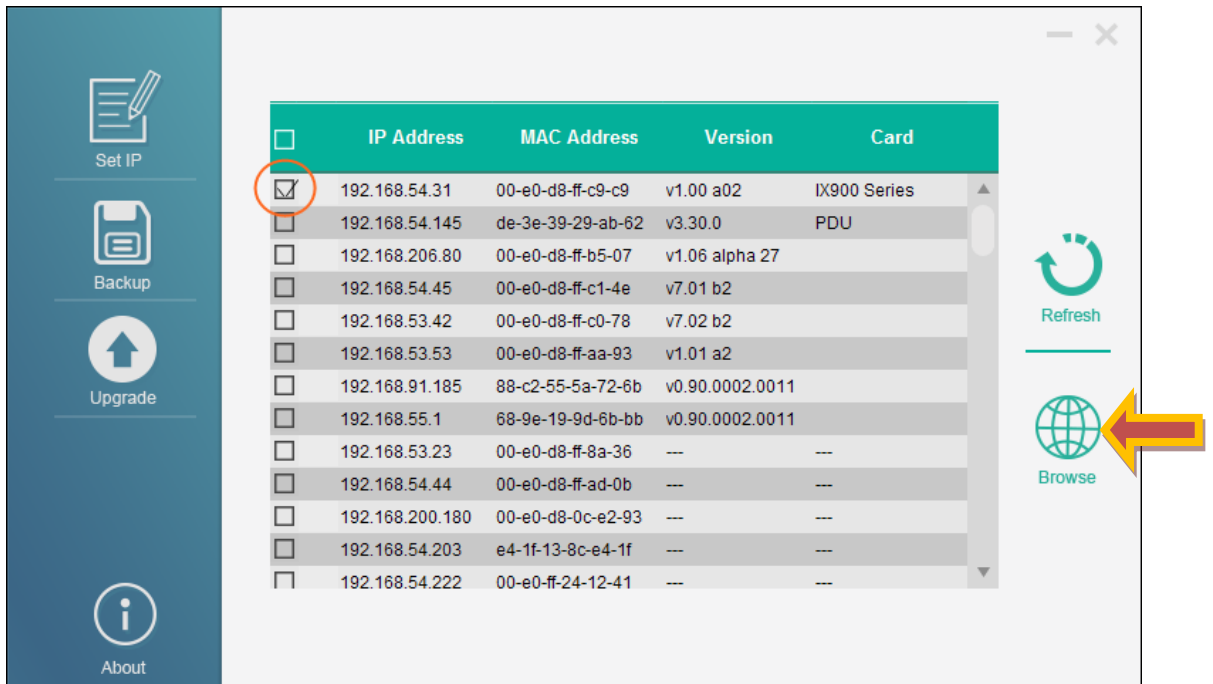 Set IP
Backup
Upgrade
About
IP Address MAC Address Version Card
192.168.54.31 00-e0-d8-ff-c9-c9 v1.00 a02 IX900 Series
192.168.54.145 de-3e-39-29-ab-62 v3.30.0 PDU
192.168.206.80 00-e0-d8-ff-b5-07 v1.06 alpha 27
192.168.54.45 00-e0-d8-ff-c1-4e v7.01 b2
192.168.53.42 00-e0-d8-ff-c0-78 v7.02 b2
192.168.53.53 00-e0-d8-ff-aa-93 v1.01 a2
192.168.91.185 88-c2-55-5a-72-6b v0.90.0002.0011
192.168.55.1 68-9e-19-9d-6b-bb v0.90.0002.0011
192.168.53.23 00-e0-d8-ff-8a-36 --- ---
192.168.54.44 00-e0-d8-ff-ad-0b --- ---
192.168.200.180 00-e0-d8-0c-e2-93 --- ---
192.168.54.203 e4-1f-13-8c-e4-1f --- ---
192.168.54.222 00-e0-ff-24-12-41 --- ---
Refresh
Browse